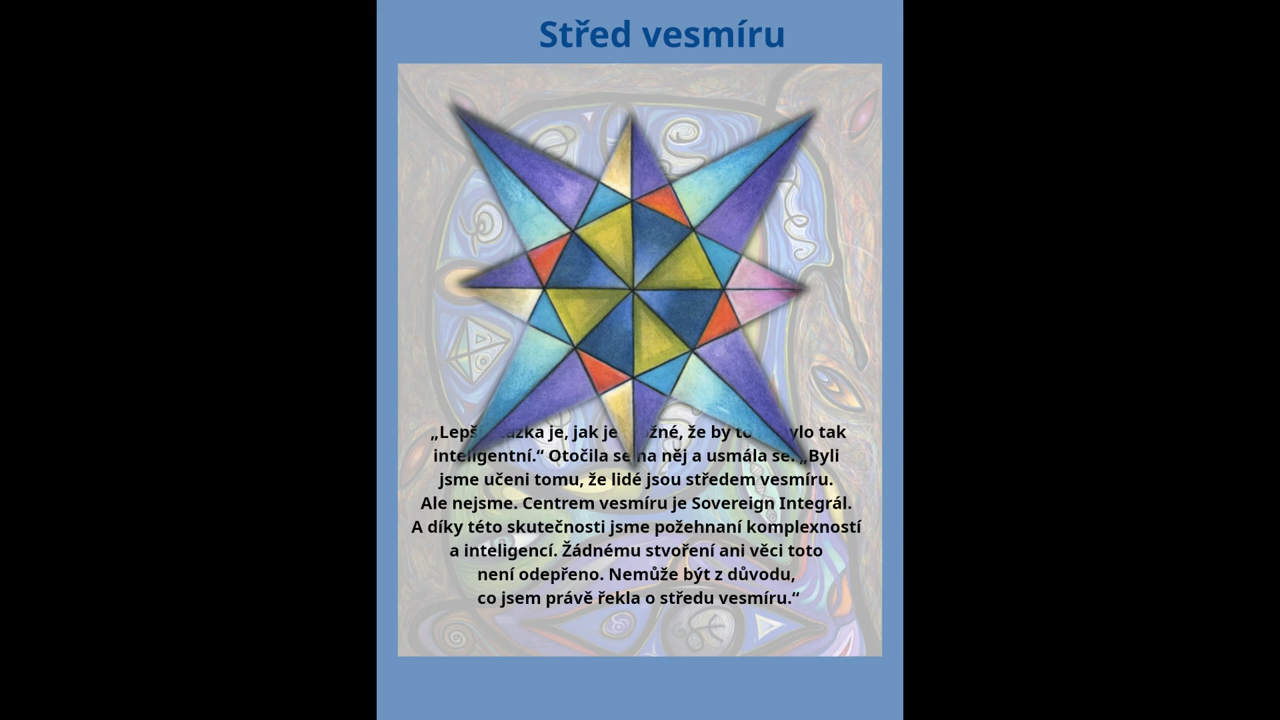 Střed vesmíru
je, jak je že by tak
inteligentní.“ Otočila se na něj a usmála se. „Byli
jsme učeni tomu, že lidé jsou středem vesmíru.
Ale nejsme. Centrem vesmíru je Sovereign Integrál.
A díky této skutečnosti jsme požehnaní komplexností
a inteligencí. Žádnému stvoření ani věci toto
není odepřeno. Nemůže být z důvodu,
co jsem právě řekla o středu vesmíru.“